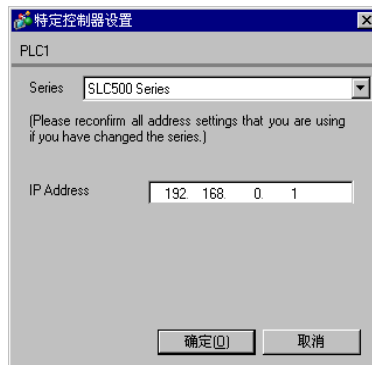 特定控制器设置
PLC1
Series SLC500 Series
(Please reconfirm all address settings that you are using
if you have changed the series.)
IP Address 192. 168. 0. 1
确定(O) 取消